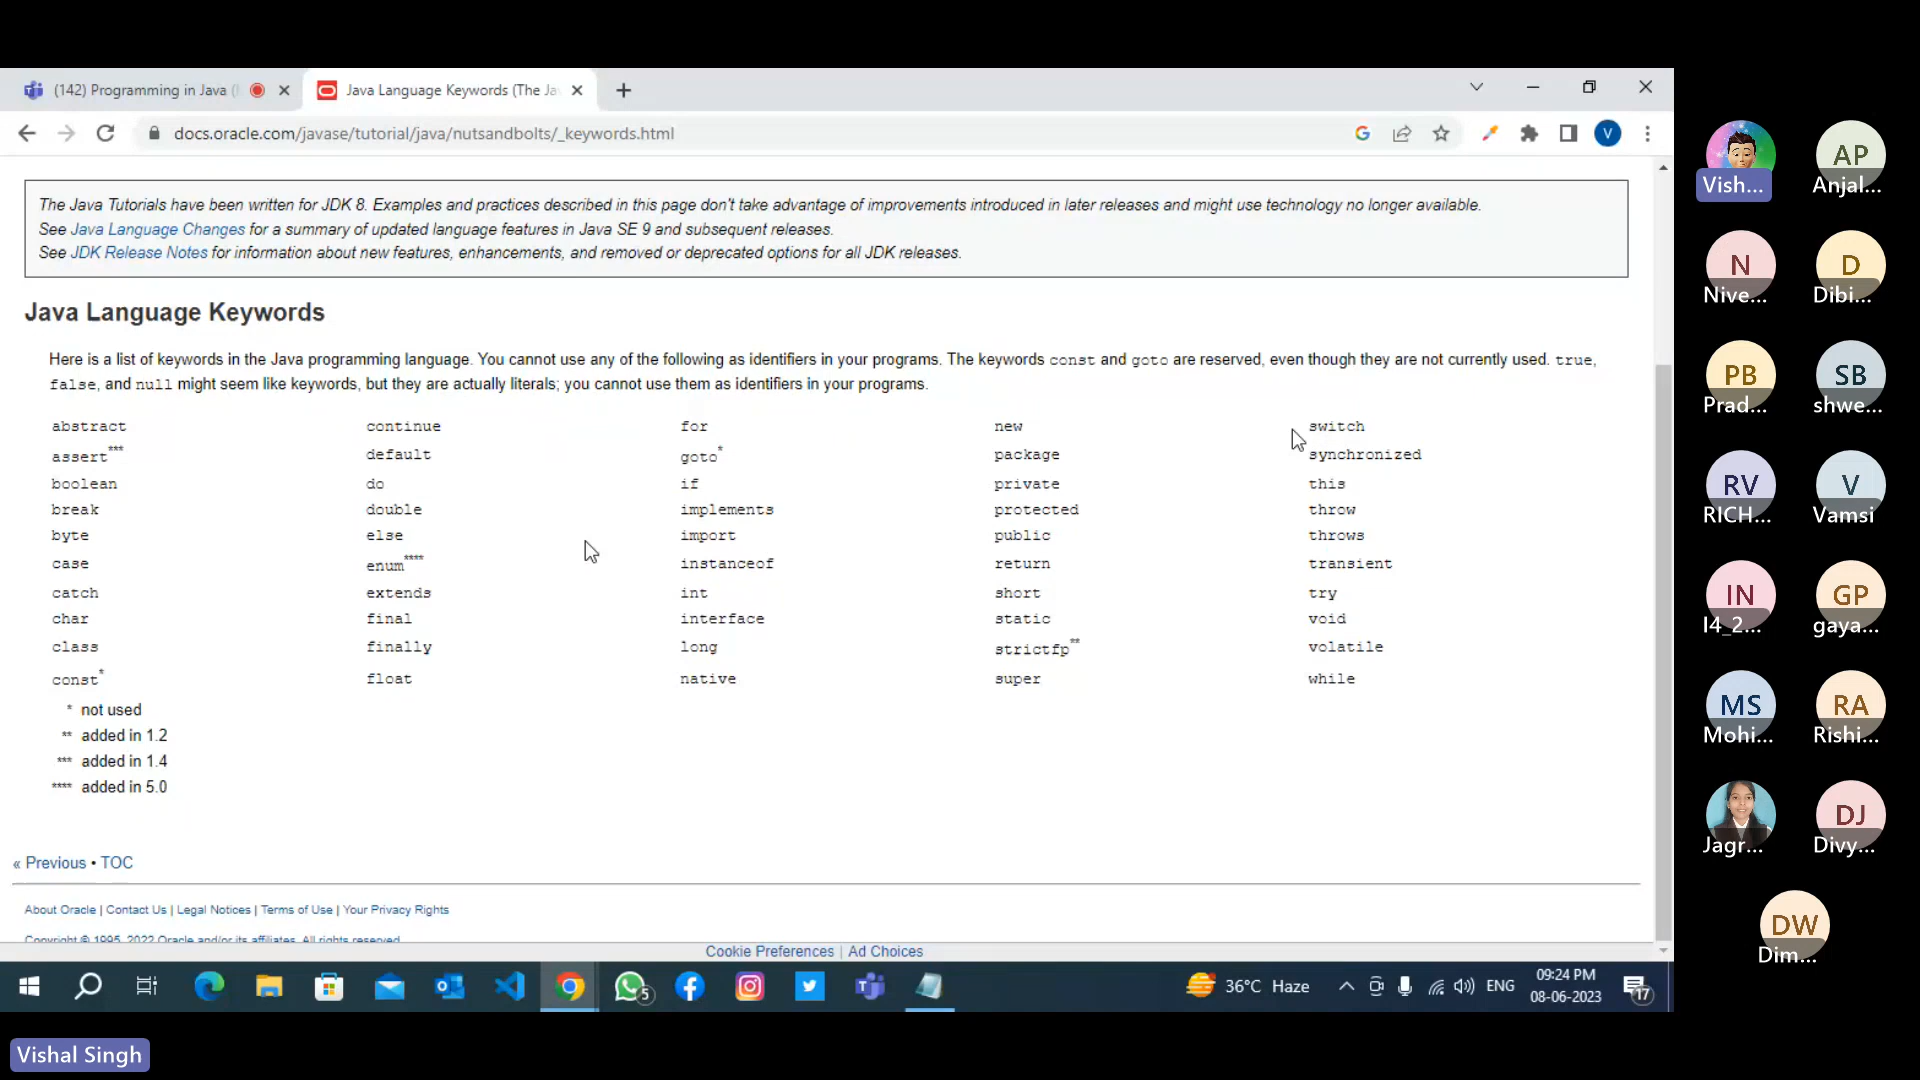 (142) Programming in Java (
Java Language Keywords (The Ja
docs.oracle.com/javase/tutorial/java/nutsandbolts/_keywords.html
V
The Java Tutorials have been written for JDK 8. Examples and practices described in this page don't take advantage of improvements introduced in later releases and might use technology no longer available.
See Java Language Changes for a summary of updated language features in Java SE 9 and subsequent releases.
See JDK Release Notes for information about new features, enhancements, and removed or deprecated options for all JDK releases.
Java Language Keywords
Here is a list of keywords in the Java programming language. You cannot use any of the following as identifiers in your programs. The keywords const and goto are reserved, even though they are not currently used. true,
false, and null might seem like keywords, but they are actually literals; you cannot use them as identifiers in your programs.
abstract continue for new switch
assert*** default goto* package synchronized
boolean do if private this
break double implements protected throw
byte else import public throws
case enum**** instanceof return transient
catch extends int short try
char final interface static void
class finally long strictfp** volatile
const* float native super while
* not used
** added in 1.2
*** added in 1.4
**** added in 5.0
« Previous • TOC
About Oracle | Contact Us | Legal Notices | Terms of Use | Your Privacy Rights
Copyright © 1995, 2022 Oracle and/or its affiliates. All rights reserved.
Cookie Preferences | Ad Choices
5
36°C Haze
ENG
09:24 PM
08-06-2023
17
Vishal Singh
Vish...
AP
Anjal...
N
Nive...
D
Dibi...
PB
Prad...
SB
shwe...
RV
RICH...
V
Vamsi
IN
I4_2...
GP
gaya...
MS
Mohi...
RA
Rishi...
Jagr...
DJ
Divy...
DW
Dim...